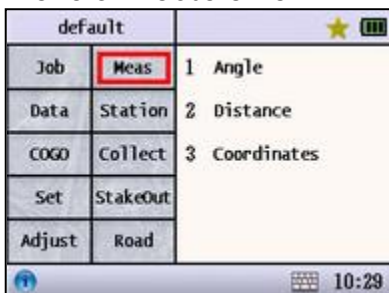 default
Job Meas 1 Angle
Data Station 2 Distance
COGO Collect 3 Coordinates
Set StakeOut
Adjust Road
10:29